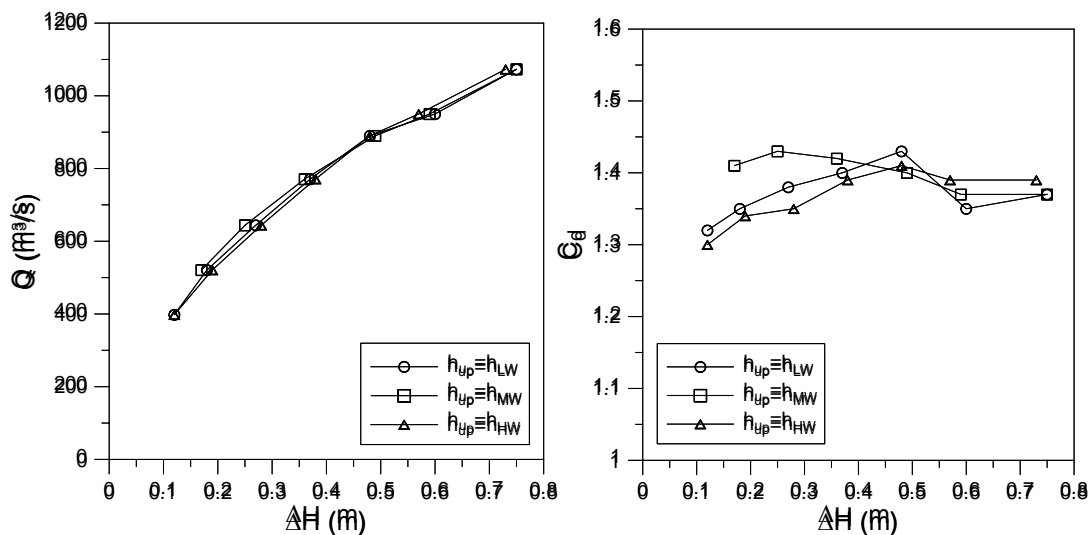 1200
1000
800
600
400
200
0
Q (m³/s)
0 0.1 0.2 0.3 0.4 0.5 0.6 0.7 0.8
ΔH (m)
h_up=h_LW
h_up=h_MW
h_up=h_HW
1.6
1.5
1.4
1.3
1.2
1.1
1
C_d
0 0.1 0.2 0.3 0.4 0.5 0.6 0.7 0.8
ΔH (m)
h_up=h_LW
h_up=h_MW
h_up=h_HW